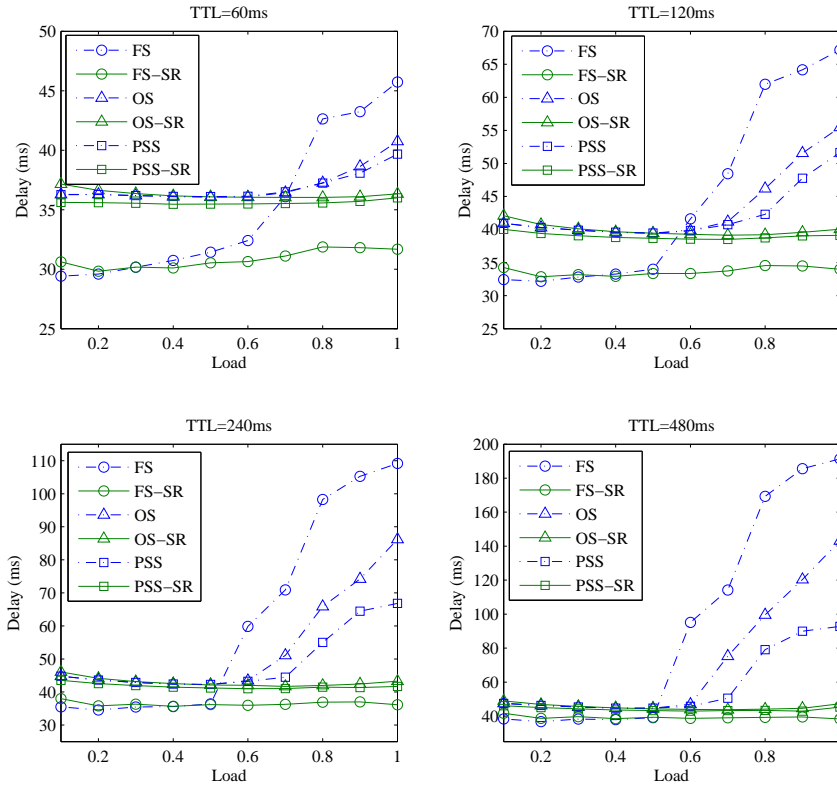 TTL=60ms
50
45
40
35
30
25
Delay (ms)
FS
FS-SR
OS
OS-SR
PSS
PSS-SR
0.2 0.4 0.6 0.8 1
Load
TTL=120ms
70
65
60
55
50
45
40
35
30
25
Delay (ms)
FS
FS-SR
OS
OS-SR
PSS
PSS-SR
0.2 0.4 0.6 0.8
Load
TTL=240ms
110
100
90
80
70
60
50
40
30
Delay (ms)
FS
FS-SR
OS
OS-SR
PSS
PSS-SR
0.2 0.4 0.6 0.8 1
Load
TTL=480ms
200
180
160
140
120
100
80
60
40
Delay (ms)
FS
FS-SR
OS
OS-SR
PSS
PSS-SR
0.2 0.4 0.6 0.8
Load